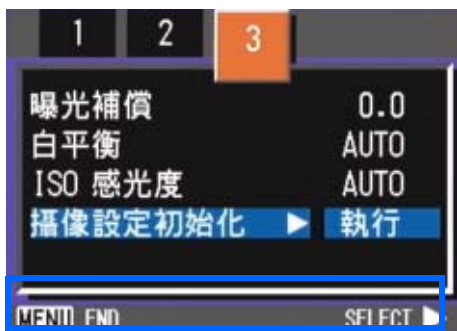 1 2 3
曝光補償 0.0
白平衡 AUTO
ISO 感光度 AUTO
攝像設定初始化 ▶ 執行
MENU END SELECT ▶